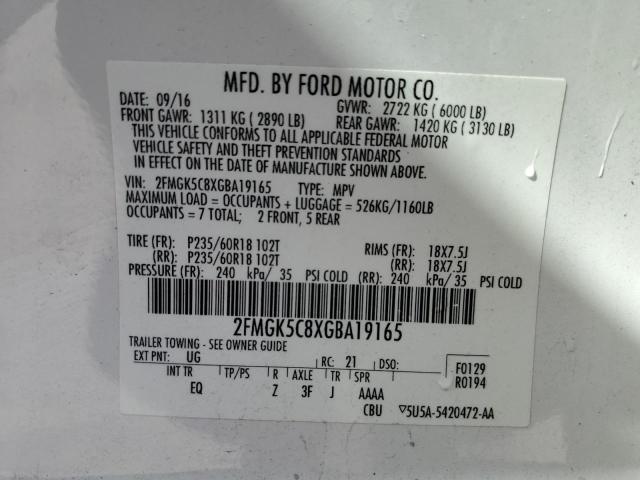 MFD. BY FORD MOTOR CO.
DATE: 09/16 GVWR: 2722 KG ( 6000 LB)
FRONT GAWR: 1311 KG ( 2890 LB) REAR GAWR: 1420 KG ( 3130 LB)
THIS VEHICLE CONFORMS TO ALL APPLICABLE FEDERAL MOTOR
VEHICLE SAFETY AND THEFT PREVENTION STANDARDS
IN EFFECT ON THE DATE OF MANUFACTURE SHOWN ABOVE.
VIN: 2FMGK5C8XGBA19165 TYPE: MPV
MAXIMUM LOAD = OCCUPANTS + LUGGAGE = 526KG/1160LB
OCCUPANTS = 7 TOTAL; 2 FRONT, 5 REAR
TIRE (FR): P235/60R18 102T RIMS (FR): 18X7.5J
(RR): P235/60R18 102T (RR): 18X7.5J
PRESSURE (FR): 240 kPa/ 35 PSI COLD (RR): 240 kPa/ 35 PSI COLD
2FMGK5C8XGBA19165
TRAILER TOWING - SEE OWNER GUIDE
EXT PNT: UG RC: 21 DSO: F0129
INT TR TP/PS R AXLE TR SPR R0194
EQ Z 3F J AAAA
CBU ▽5U5A-5420472-AA